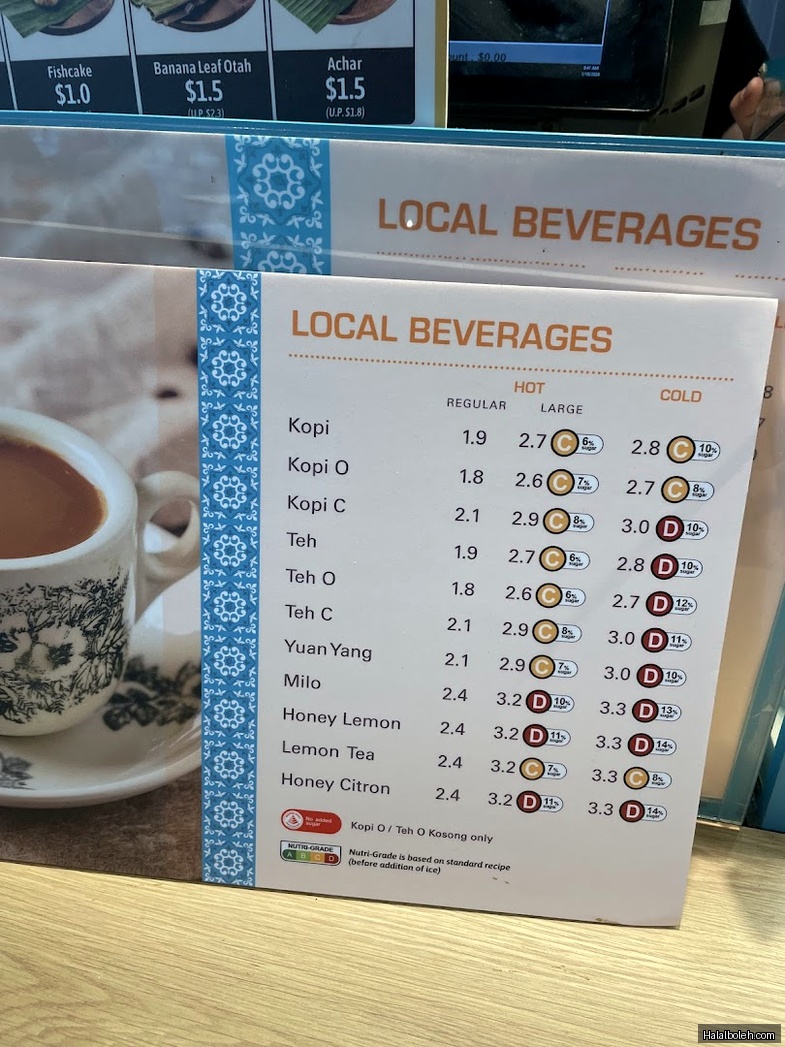 Fishcake
$1.0
Banana Leaf Otah
$1.5
(U.P. $2.3)
Achar
$1.5
(U.P. $1.8)
$0.00
LOCAL BEVERAGES
LOCAL BEVERAGES
HOT
COLD
REGULAR LARGE
Kopi 1.9 2.7 C 6% sugar 2.8 C 10% sugar
Kopi O 1.8 2.6 C 7% sugar 2.7 C 8% sugar
Kopi C 2.1 2.9 C 8% sugar 3.0 D 10% sugar
Teh 1.9 2.7 C 6% sugar 2.8 D 10% sugar
Teh O 1.8 2.6 C 6% sugar 2.7 D 12% sugar
Teh C 2.1 2.9 C 8% sugar 3.0 D 11% sugar
Yuan Yang 2.1 2.9 C 7% sugar 3.0 D 10% sugar
Milo 2.4 3.2 D 10% sugar 3.3 D 13% sugar
Honey Lemon 2.4 3.2 D 11% sugar 3.3 D 14% sugar
Lemon Tea 2.4 3.2 C 7% sugar 3.3 C 8% sugar
Honey Citron 2.4 3.2 D 11% sugar 3.3 D 14% sugar
No added sugar Kopi O / Teh O Kosong only
NUTRI-GRADE
A B C D
Nutri-Grade is based on standard recipe
(before addition of ice)
Halalboleh.com